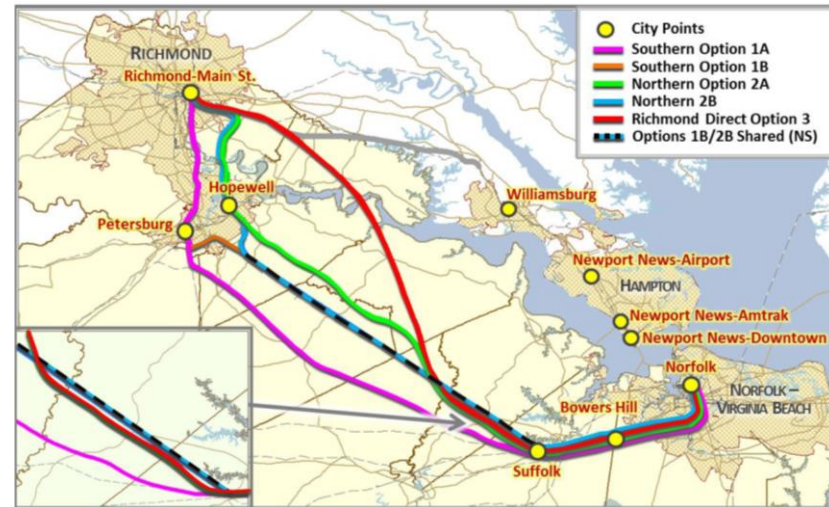 RICHMOND
Richmond-Main St.
City Points
Southern Option 1A
Southern Option 1B
Northern Option 2A
Northern 2B
Richmond Direct Option 3
Options 1B/2B Shared (NS)
Hopewell
Williamsburg
Petersburg
Newport News-Airport
HAMPTON
Newport News-Amtrak
Newport News-Downtown
Norfolk
NORFOLK –
VIRGINIA BEACH
Bowers Hill
Suffolk